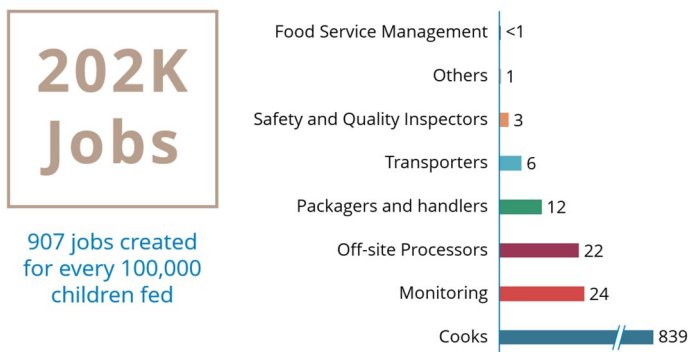 202K
Jobs
907 jobs created
for every 100,000
children fed
Food Service Management <1
Others 1
Safety and Quality Inspectors 3
Transporters 6
Packagers and handlers 12
Off-site Processors 22
Monitoring 24
Cooks 839